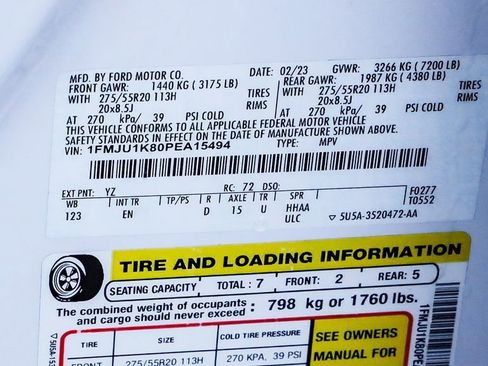 MFD. BY FORD MOTOR CO.
DATE: 02/23 GVWR: 3266 KG ( 7200 LB)
FRONT GAWR: 1440 KG ( 3175 LB) REAR GAWR: 1987 KG ( 4380 LB)
WITH 275/55R20 113H TIRES WITH 275/55R20 113H TIRES
20x8.5J RIMS 20x8.5J RIMS
AT 270 kPa/ 39 PSI COLD AT 270 kPa/ 39 PSI COLD
THIS VEHICLE CONFORMS TO ALL APPLICABLE FEDERAL MOTOR VEHICLE
SAFETY STANDARDS IN EFFECT ON THE DATE OF MANUFACTURE SHOWN ABOVE.
VIN: 1FMJU1K80PEA15494 TYPE: MPV
EXT PNT: YZ RC: 72 DSO: F0277
WB INT TR TP/PS R AXLE TR SPR T0552
123 EN D 15 U HHAA
ULC ▽ 5U5A-3520472-AA
TIRE AND LOADING INFORMATION
SEATING CAPACITY TOTAL : 7 FRONT: 2 REAR: 5
The combined weight of occupants
and cargo should never exceed : 798 kg or 1760 lbs.
TIRE SIZE COLD TIRE PRESSURE
FRONT 275/55R20 113H 270 KPA, 39 PSI
SEE OWNERS
MANUAL FOR